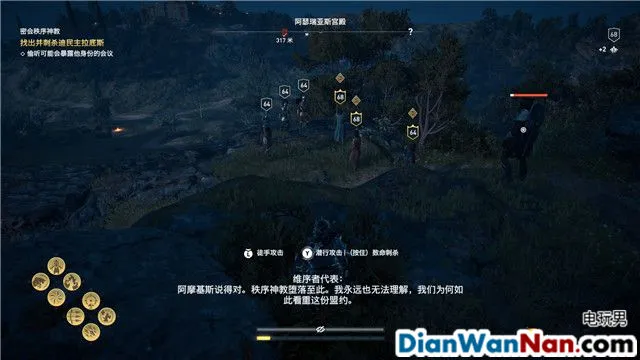 阿瑟瑞亚斯宫殿
密会秩序神教
找出并刺杀迪民主拉底斯
偷听可能会暴露他身份的会议
317 米
?
68
+2
64
64
64
68
68
64
徒手攻击
Y 潜行攻击 | (按住) 致命刺杀
维序者代表:
阿摩基斯说得对。秩序神教堕落至此。我永远也无法理解,我们为何如
此看重这份盟约。
电玩男
DianWanNan.com